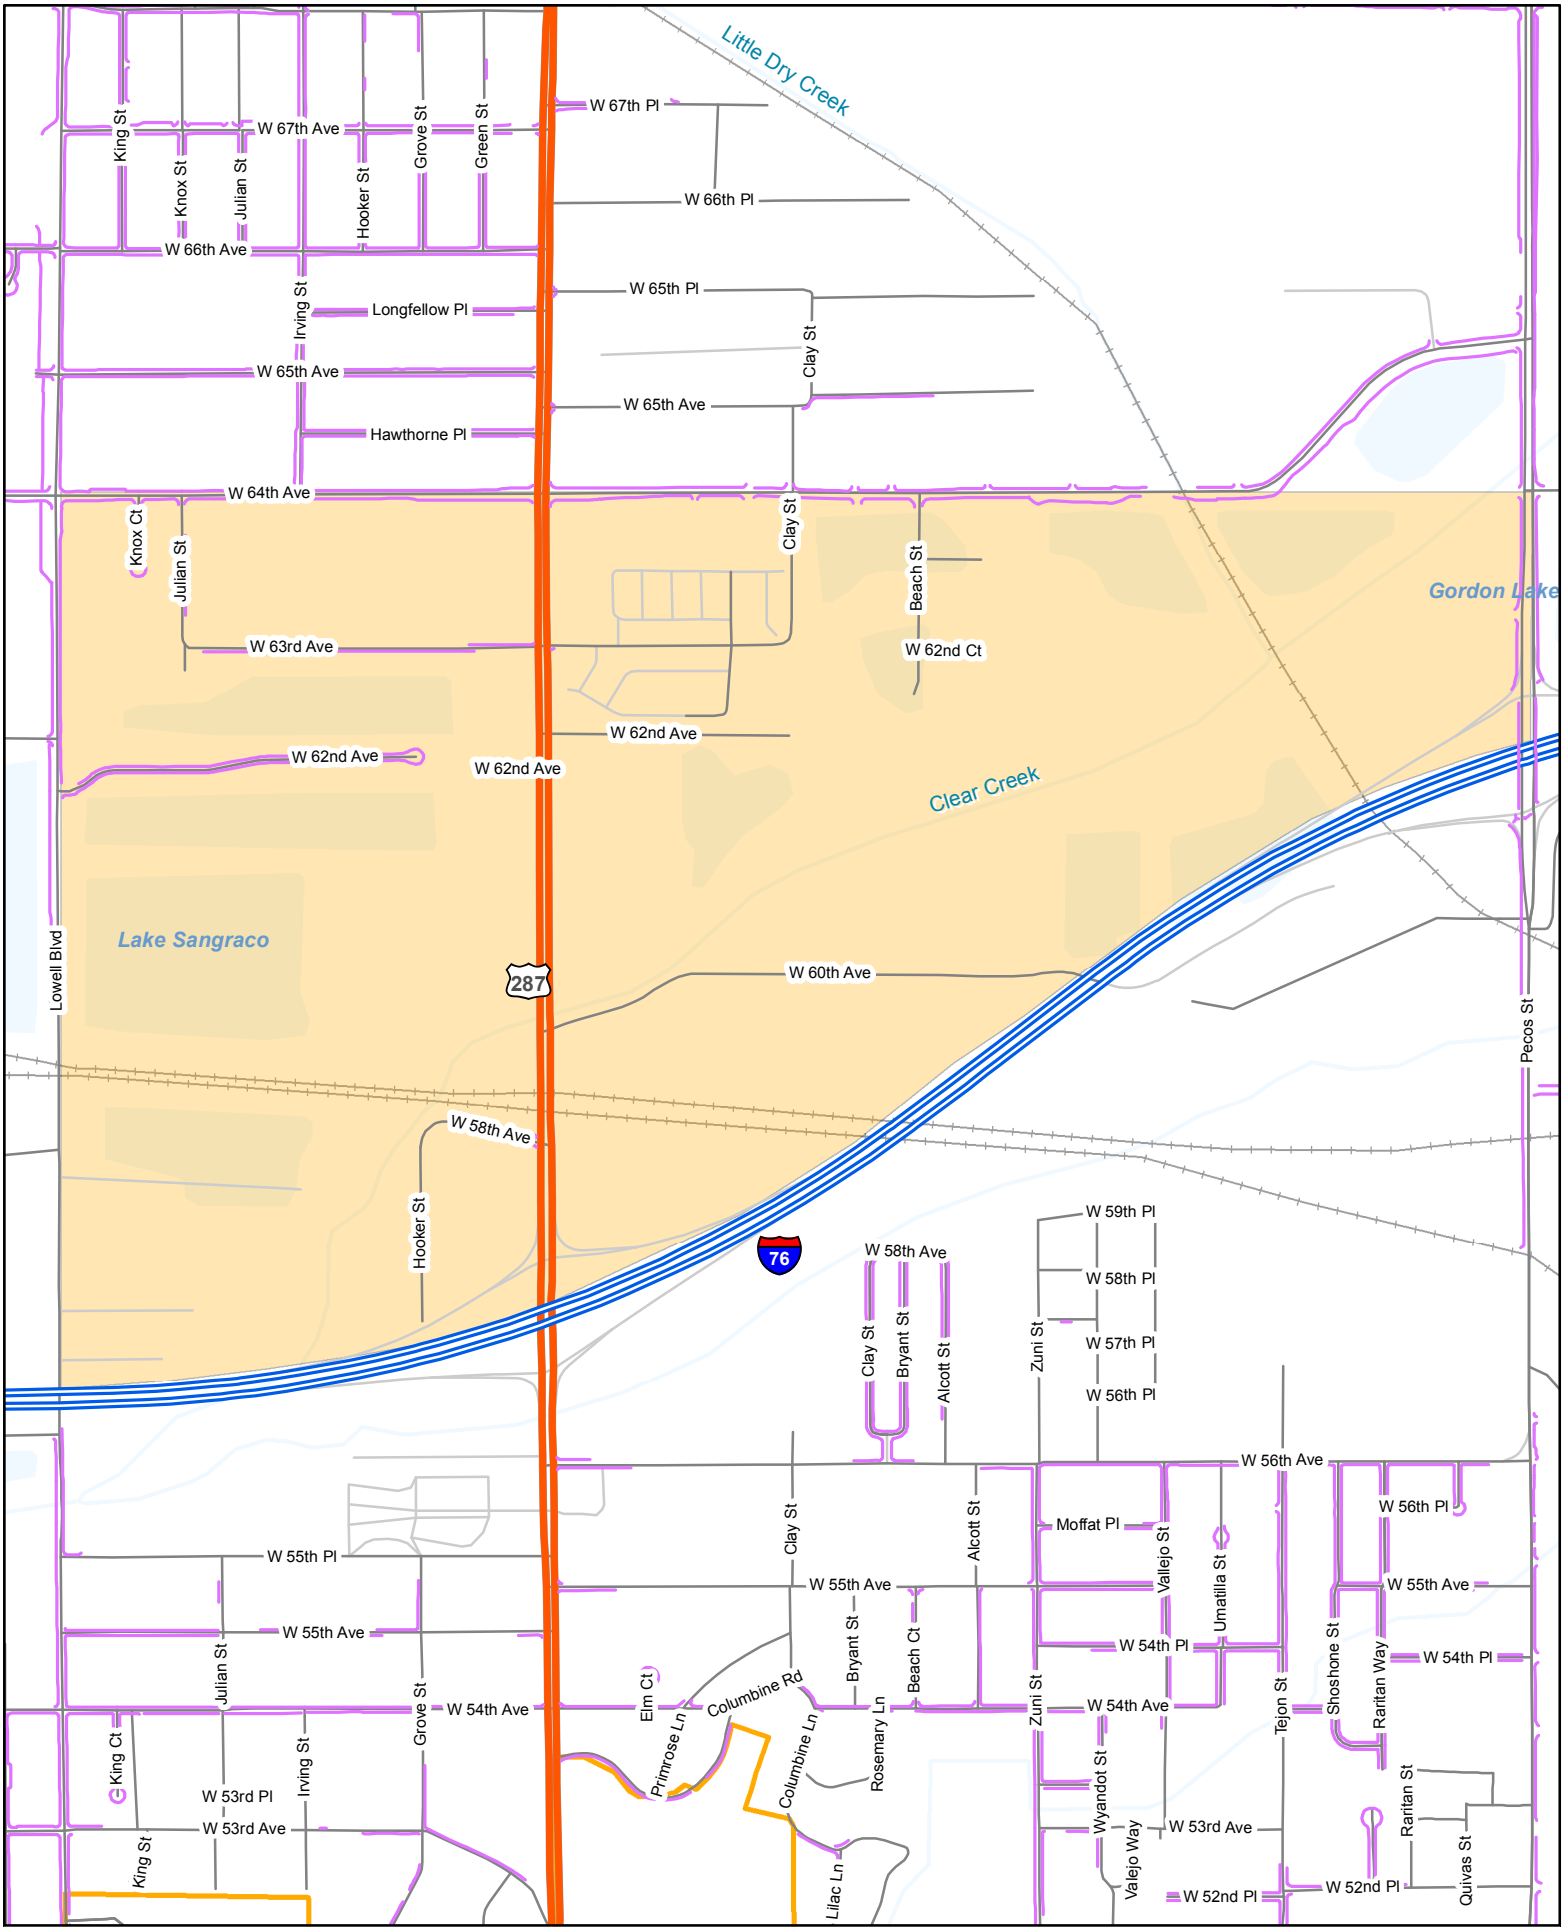 Little Dry Creek
W 67th Pl
King St
W 67th Ave
Grove St
Green St
Knox St
Julian St
Hooker St
W 66th Pl
W 66th Ave
Irving St
W 65th Pl
Longfellow Pl
Clay St
W 65th Ave
W 65th Ave
Hawthorne Pl
W 64th Ave
Knox Ct
Julian St
Clay St
Beach St
Gordon Lake
W 63rd Ave
W 62nd Ct
W 62nd Ave
W 62nd Ave
W 62nd Ave
Clear Creek
Lake Sangraco
Lowell Blvd
287
W 60th Ave
Pecos St
W 58th Ave
Hooker St
W 59th Pl
76
W 58th Ave
W 58th Pl
Clay St
Bryant St
Alcott St
Zuni St
W 57th Pl
W 56th Pl
W 56th Ave
W 56th Pl
Clay St
Alcott St
Moffat Pl
Vallejo St
Umatilla St
W 55th Pl
W 55th Ave
W 55th Ave
W 55th Ave
Julian St
Bryant St
Beach Ct
W 54th Pl
Shoshone St
Raritan Way
W 54th Pl
Grove St
W 54th Ave
Elm Ct
Columbine Rd
Primrose Ln
Columbine Ln
Rosemary Ln
Zuni St
W 54th Ave
Tejon St
King Ct
Irving St
W 53rd Pl
W 53rd Ave
King St
Wyandot St
Valejo Way
W 53rd Ave
Raritan St
Quivas St
Lilac Ln
W 52nd Pl
W 52nd Pl